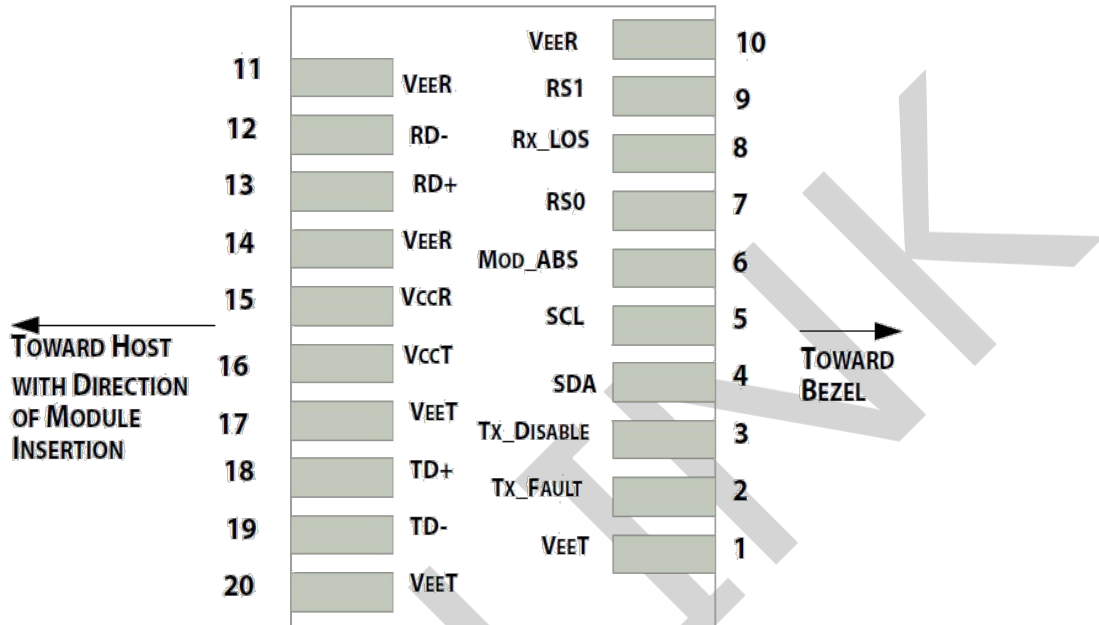 VEER 10
11 VEER
RS1 9
12 RD-
Rx_LOS 8
13 RD+
RS0 7
14 VEER
MOD_ABS 6
15 VCCR
SCL 5
TOWARD HOST
WITH DIRECTION
OF MODULE
INSERTION
16 VCCT
TOWARD
BEZEL
SDA 4
17 VEET
TX_DISABLE 3
18 TD+
TX_FAULT 2
19 TD-
VEET 1
20 VEET